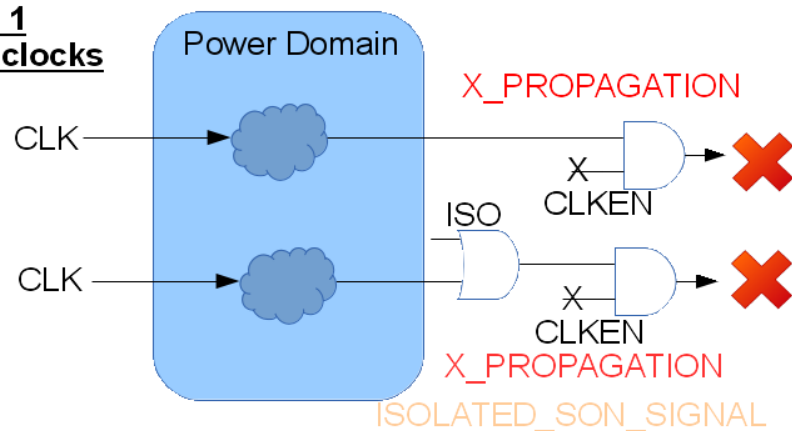 1
clocks
Power Domain
X_PROPAGATION
CLK
X
CLKEN
ISO
CLK
X
CLKEN
X_PROPAGATION
ISOLATED_SON_SIGNAL